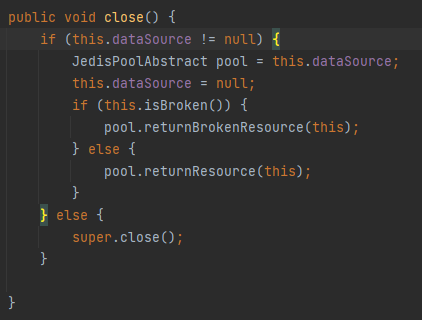 public void close() {
    if (this.dataSource != null) {
        JedisPoolAbstract pool = this.dataSource;
        this.dataSource = null;
        if (this.isBroken()) {
            pool.returnBrokenResource(this);
        } else {
            pool.returnResource(this);
        }
    } else {
        super.close();
    }
}